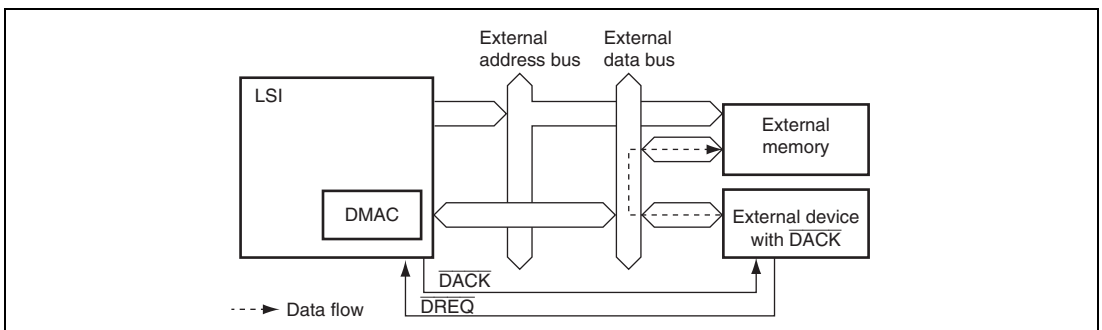 External
address bus
External
data bus
LSI
External
memory
DMAC
External device
with DACK
DACK
DREQ
Data flow